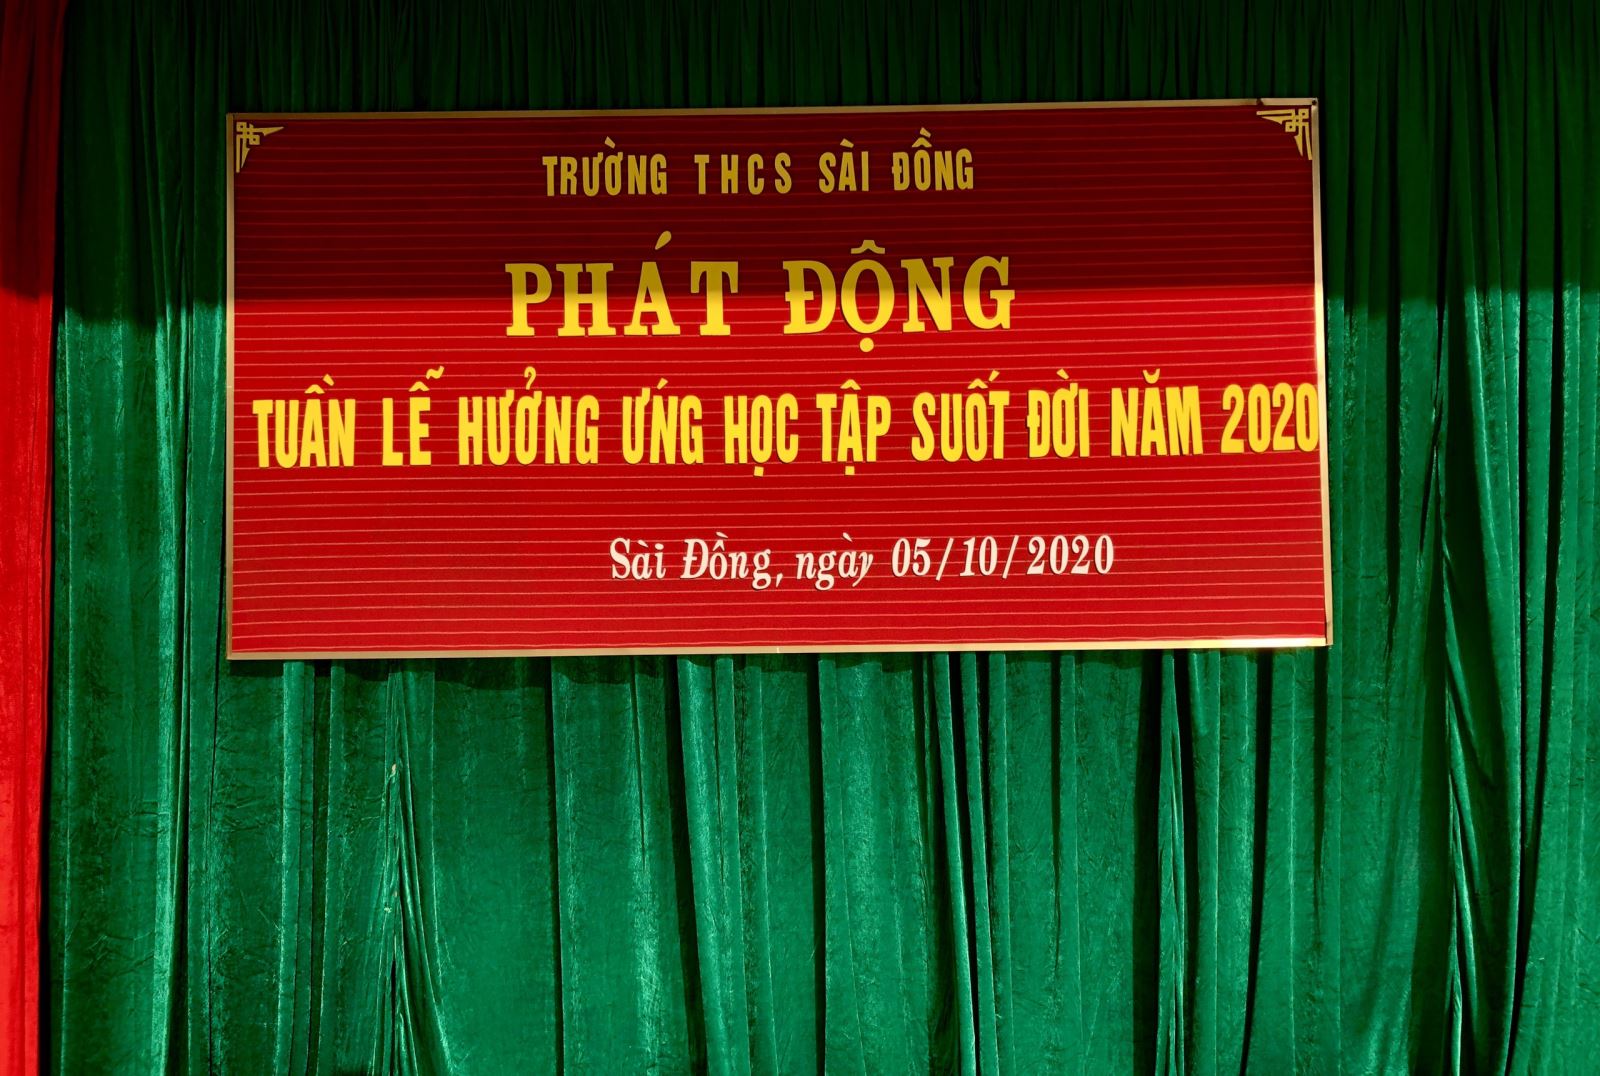 TRƯỜNG THCS SÀI ĐỒNG
PHÁT ĐỘNG
TUẦN LỄ HƯỞNG ỨNG HỌC TẬP SUỐT ĐỜI NĂM 2020
Sài Đồng, ngày 05/10/2020